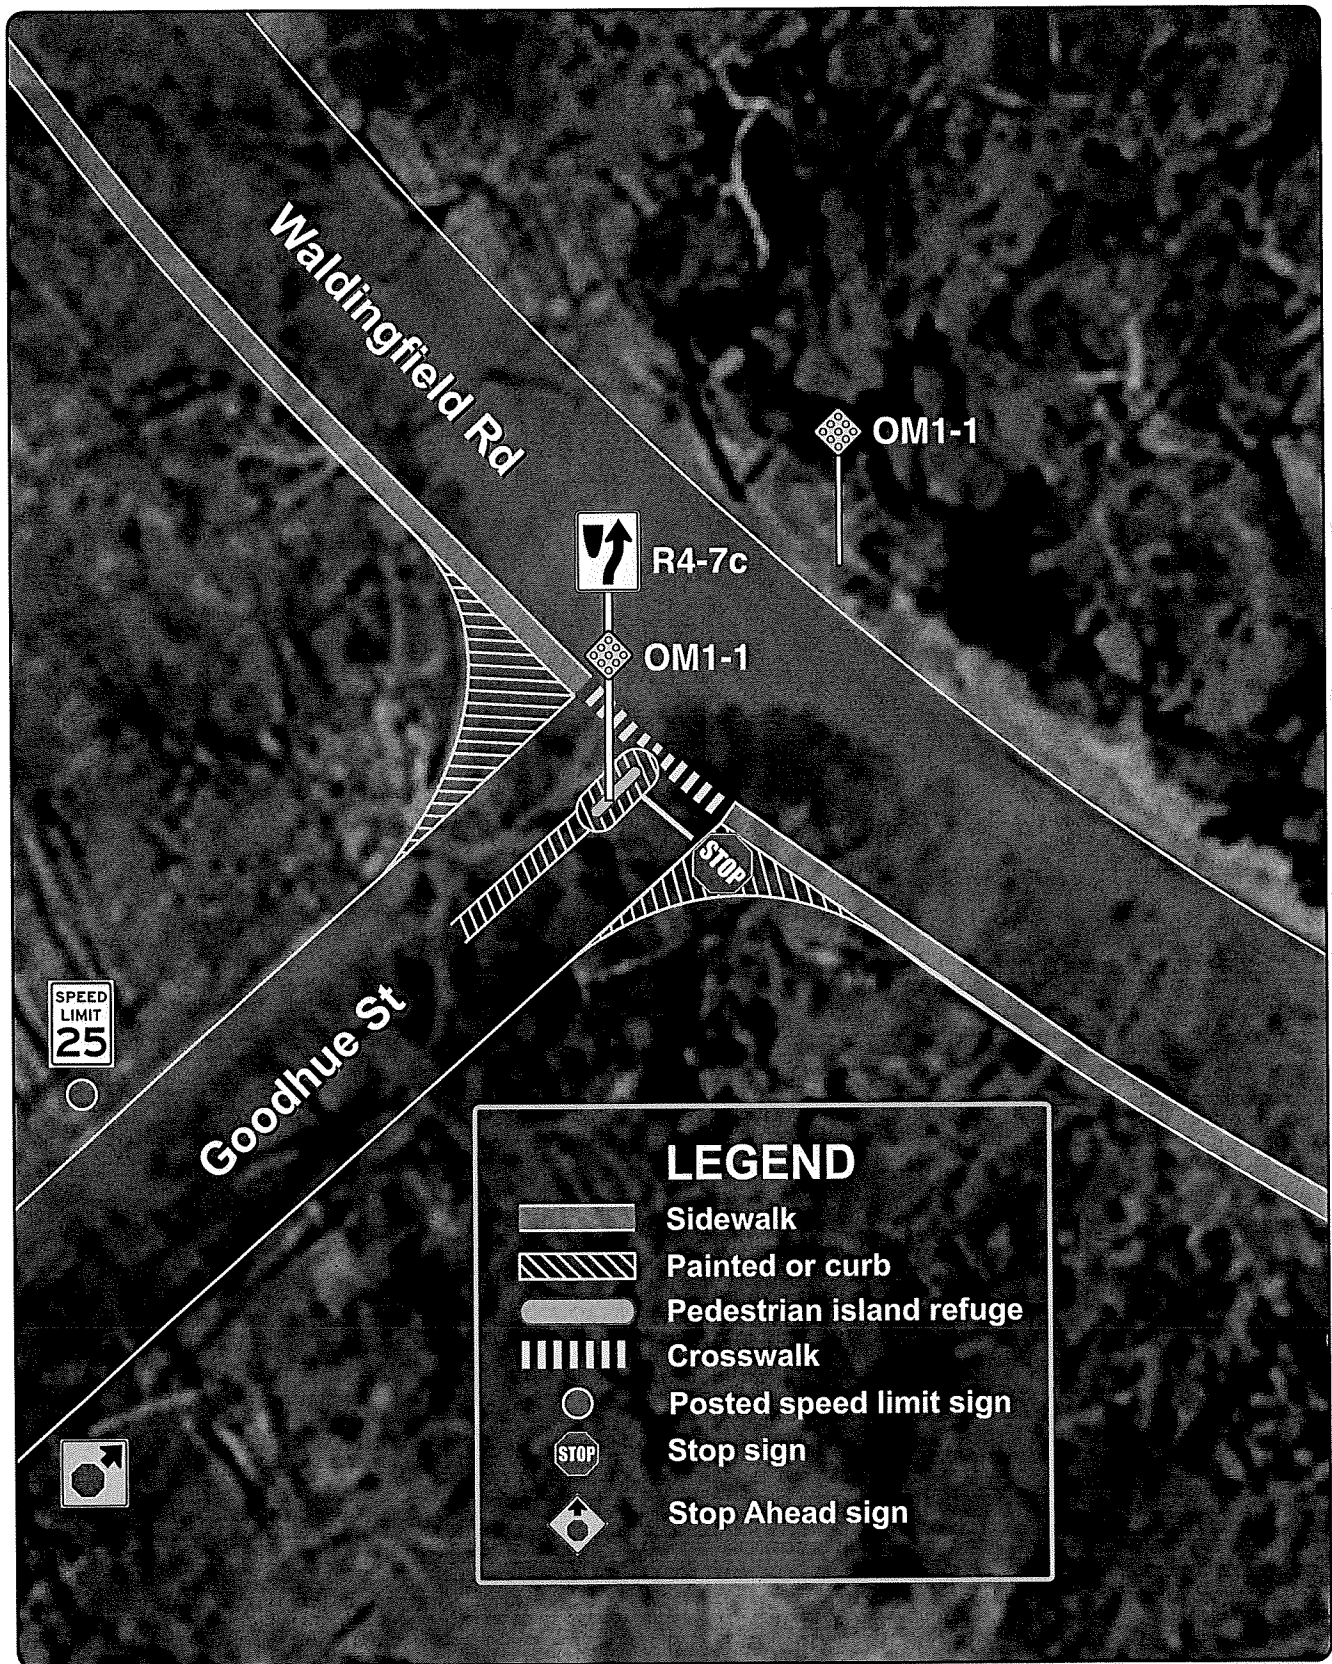 Waldingfield Rd
OM1-1
R4-7c
OM1-1
STOP
SPEED
LIMIT
25
Goodhue St
LEGEND
Sidewalk
Painted or curb
Pedestrian island refuge
Crosswalk
Posted speed limit sign
STOP
Stop sign
Stop Ahead sign